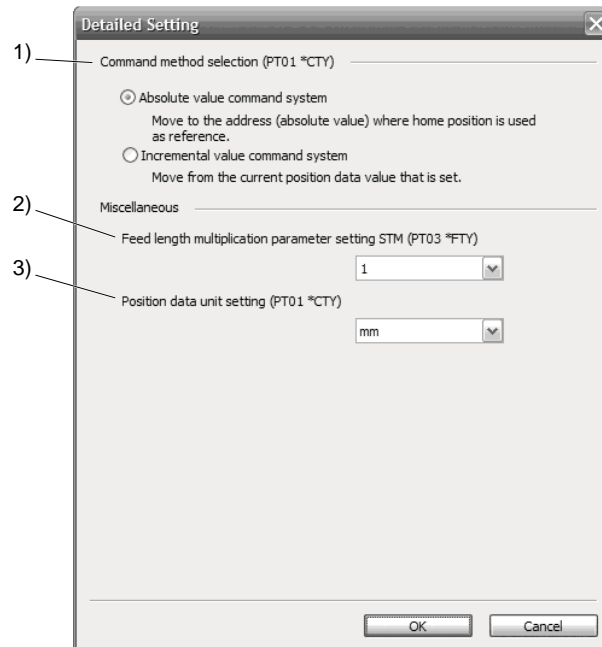 Detailed Setting
1)
Command method selection (PT01 *CTY)
Absolute value command system
Move to the address (absolute value) where home position is used
as reference.
Incremental value command system
Move from the current position data value that is set.
2)
Miscellaneous
Feed length multiplication parameter setting STM (PT03 *FTY)
1
3)
Position data unit setting (PT01 *CTY)
mm
OK
Cancel